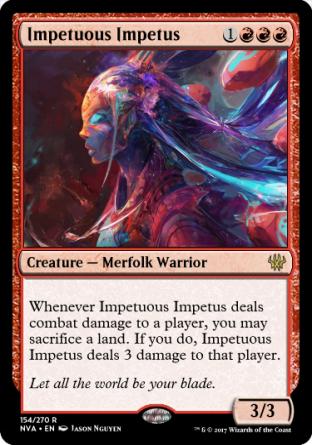 Impetuous Impetus 1
Creature — Merfolk Warrior
Whenever Impetuous Impetus deals
combat damage to a player, you may
sacrifice a land. If you do, Impetuous
Impetus deals 3 damage to that player.
Let all the world be your blade.
3/3
154/270 R
NVA • EN JASON NGUYEN
™ & © 2017 Wizards of the Coast